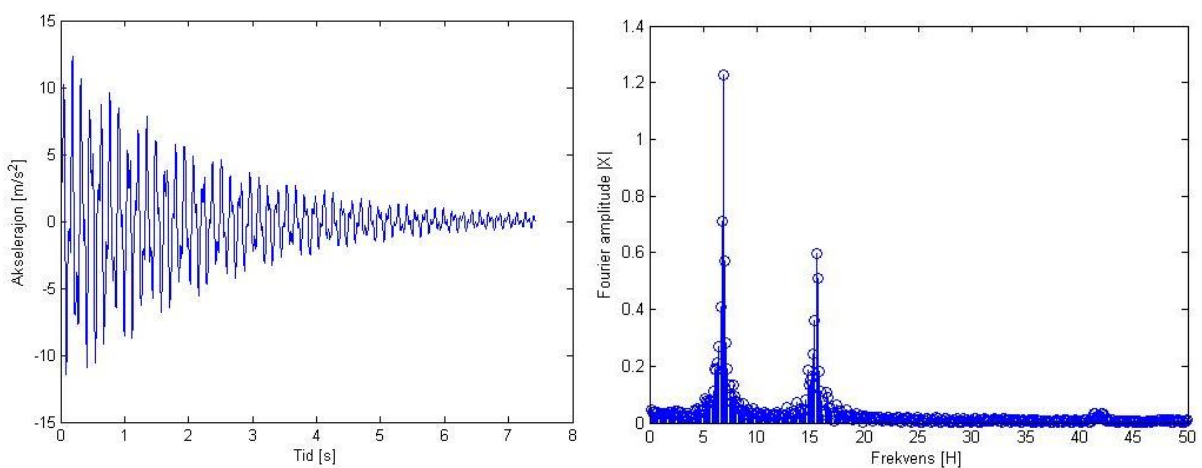 15
10
5
0
-5
-10
-15
0 1 2 3 4 5 6 7 8
Tid [s]
Akselerajon [m/s²]
1.4
1.2
1
0.8
0.6
0.4
0.2
0
0 5 10 15 20 25 30 35 40 45 50
Frekvens [H]
Fourier amplitude |X|